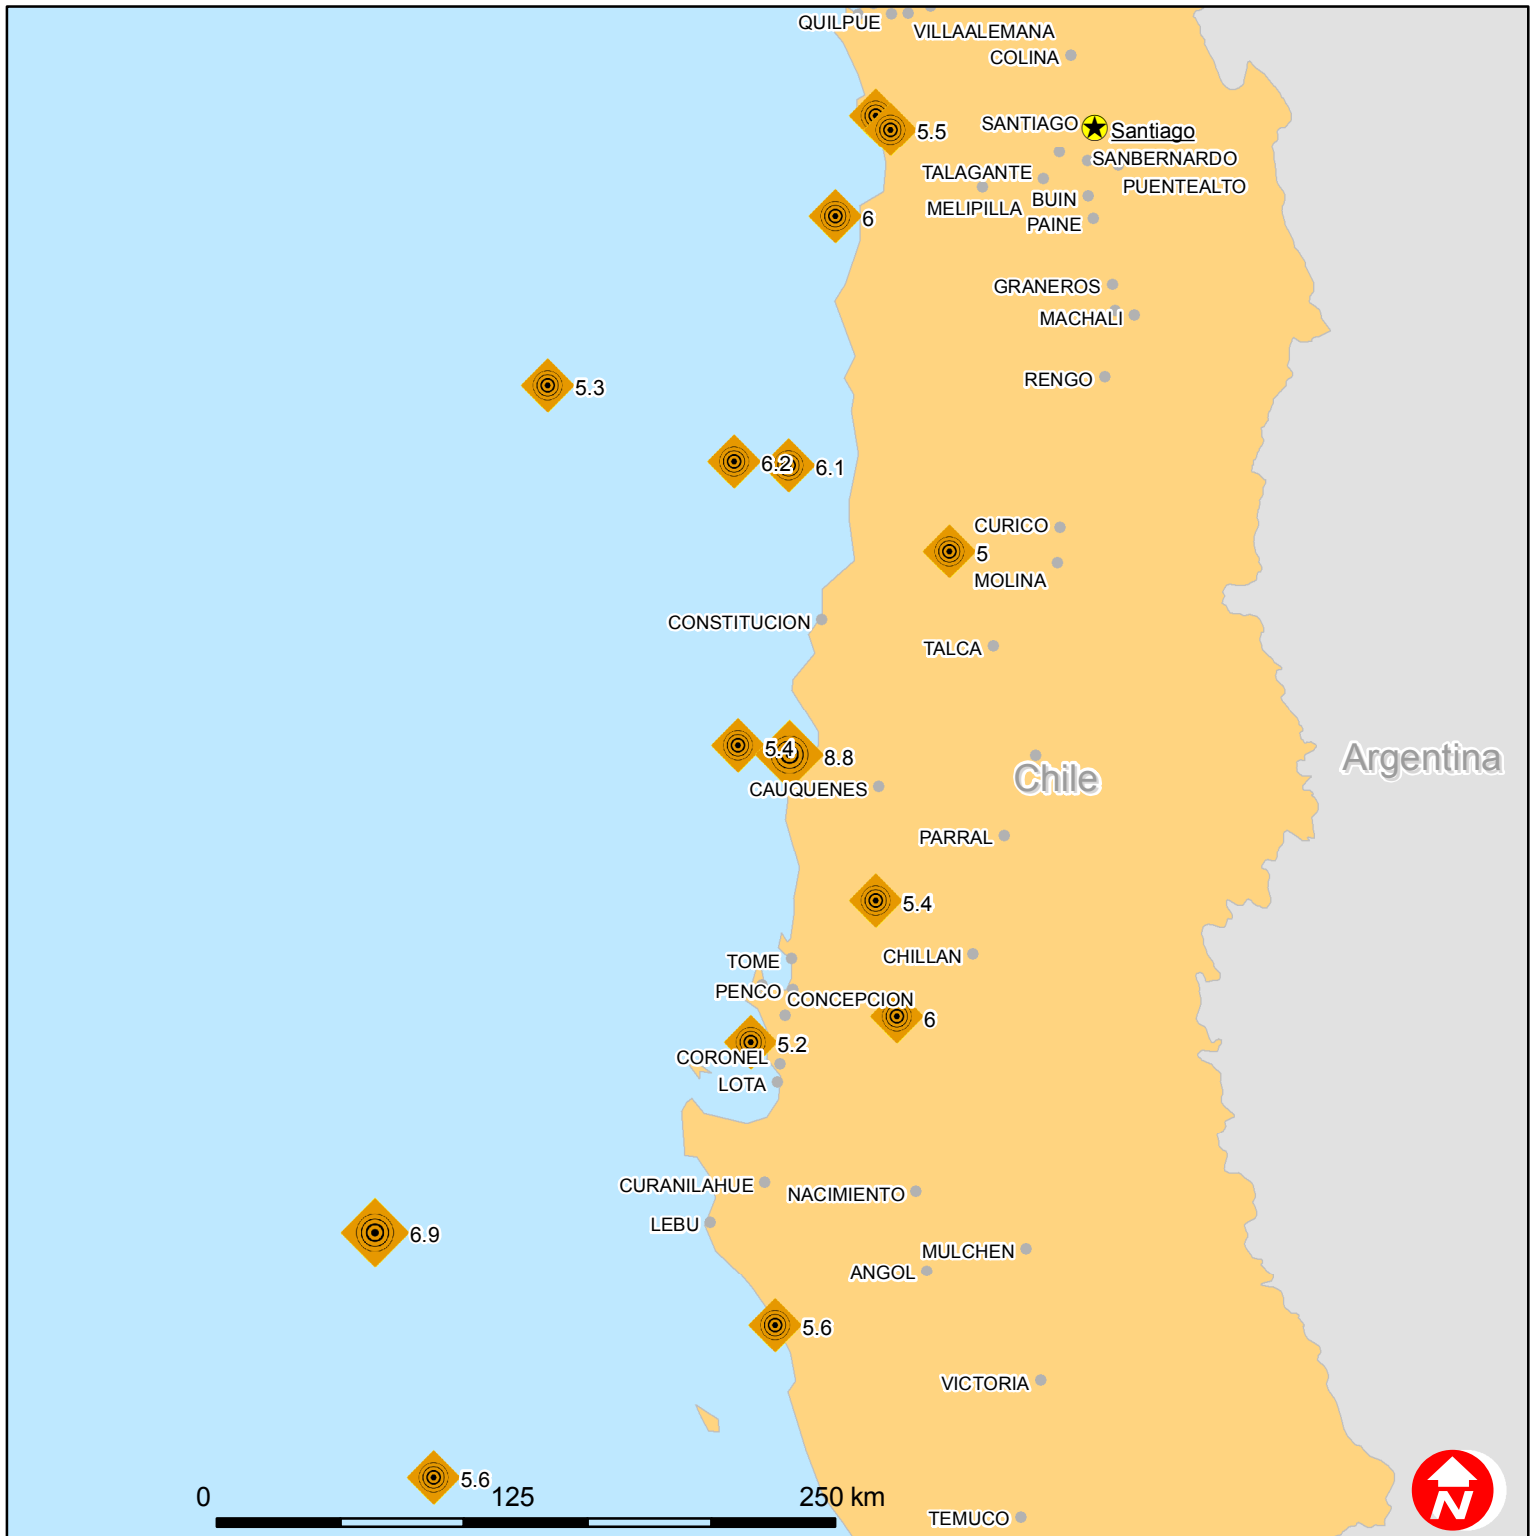 QUILPUE
VILLAALEMANA
COLINA
SANTIAGO
Santiago
5.5
SANBERNARDO
TALAGANTE
PUENTEALTO
BUIN
MELIPILLA
6
PAINE
GRANEROS
MACHALI
RENGO
5.3
6.2
6.1
CURICO
5
MOLINA
CONSTITUCION
TALCA
5.4
8.8
Argentina
Chile
CAUQUENES
PARRAL
5.4
CHILLAN
TOME
PENCO
CONCEPCION
6
5.2
CORONEL
LOTA
CURANILAHUE
NACIMIENTO
LEBU
6.9
MULCHEN
ANGOL
5.6
VICTORIA
5.6
0 125 250 km
TEMUCO
N